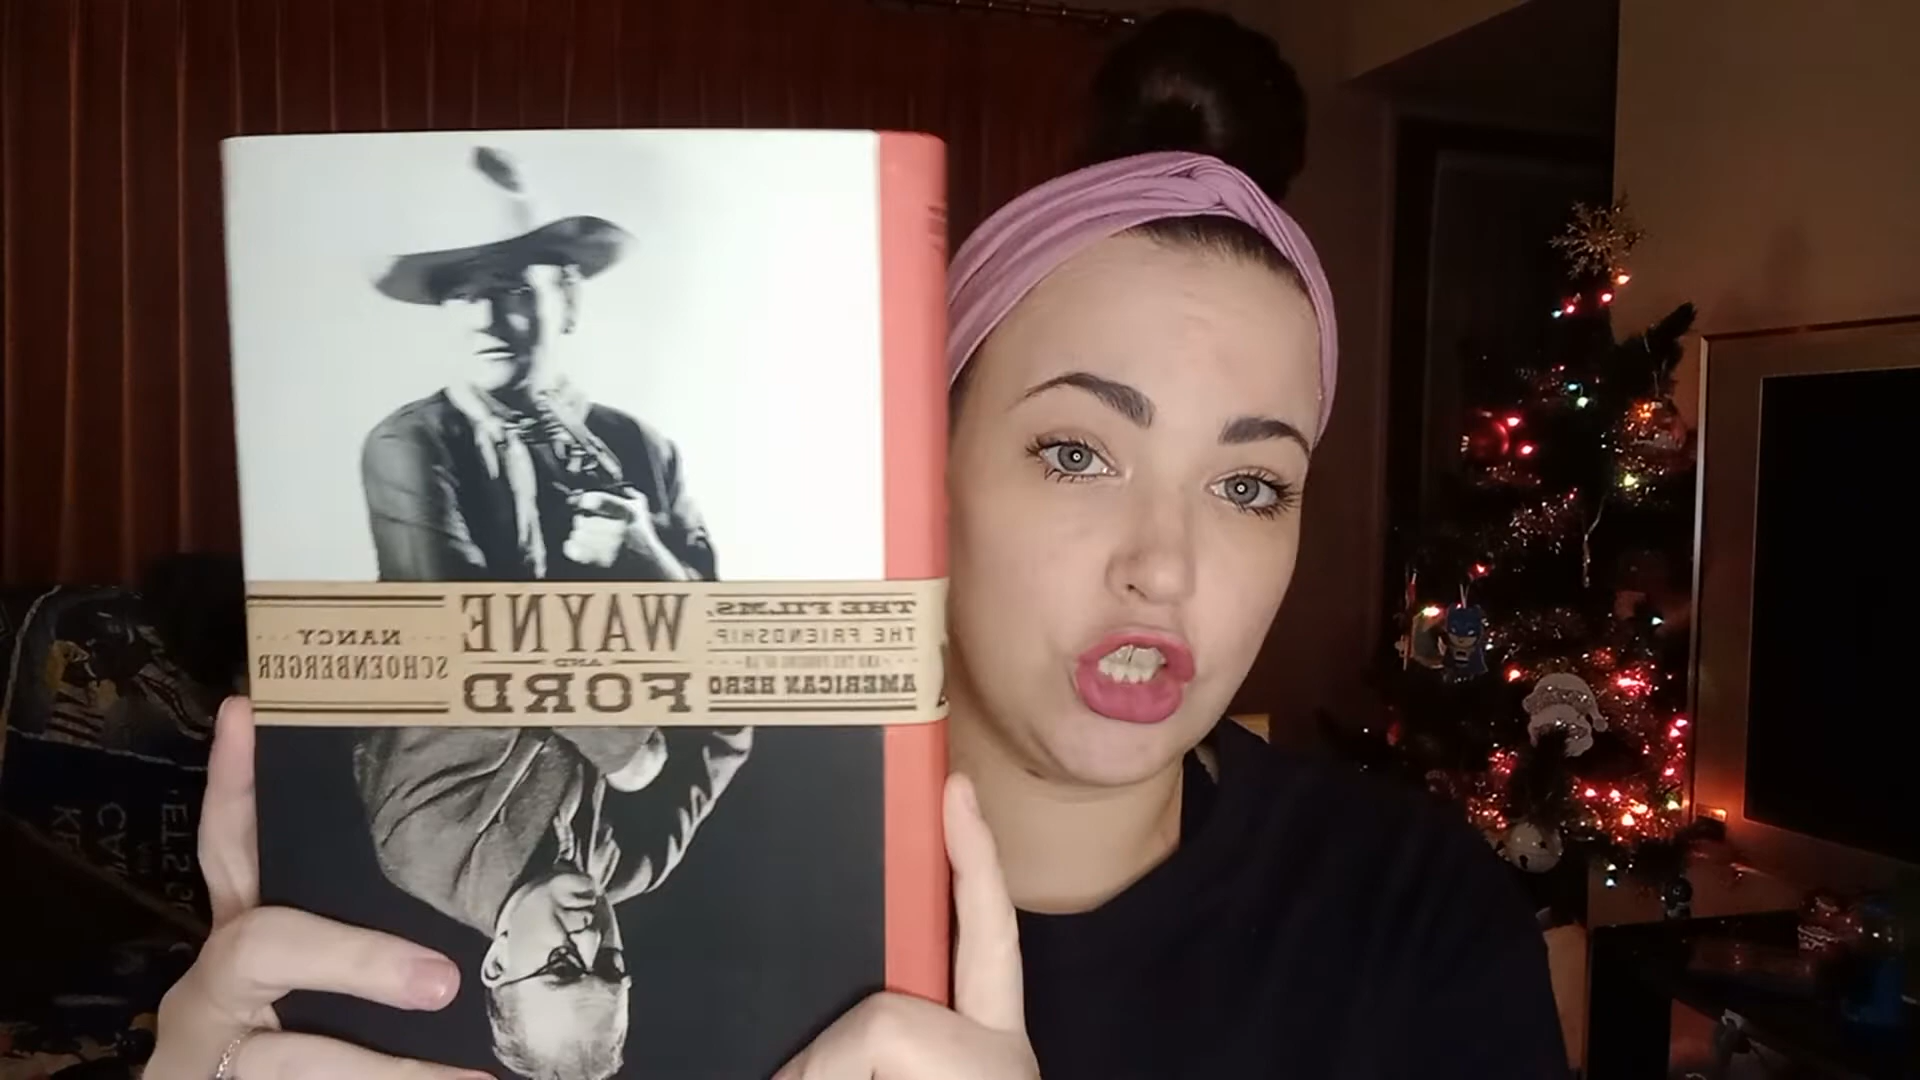 THE FILMS,
THE FRIENDSHIP,
AND THE FORGING OF AN
AMERICAN HERO
WAYNE
AND
FORD
NANCY
SCHOENBERGER